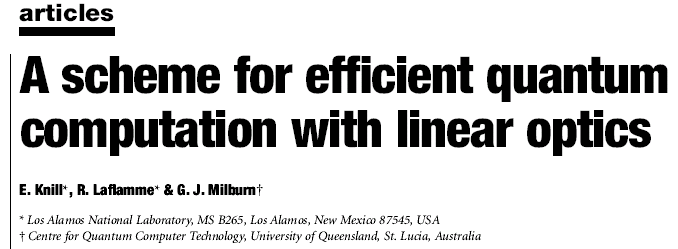 articles
A scheme for efficient quantum
computation with linear optics
E. Knill*, R. Laflamme* & G. J. Milburn†
* Los Alamos National Laboratory, MS B265, Los Alamos, New Mexico 87545, USA
† Centre for Quantum Computer Technology, University of Queensland, St. Lucia, Australia